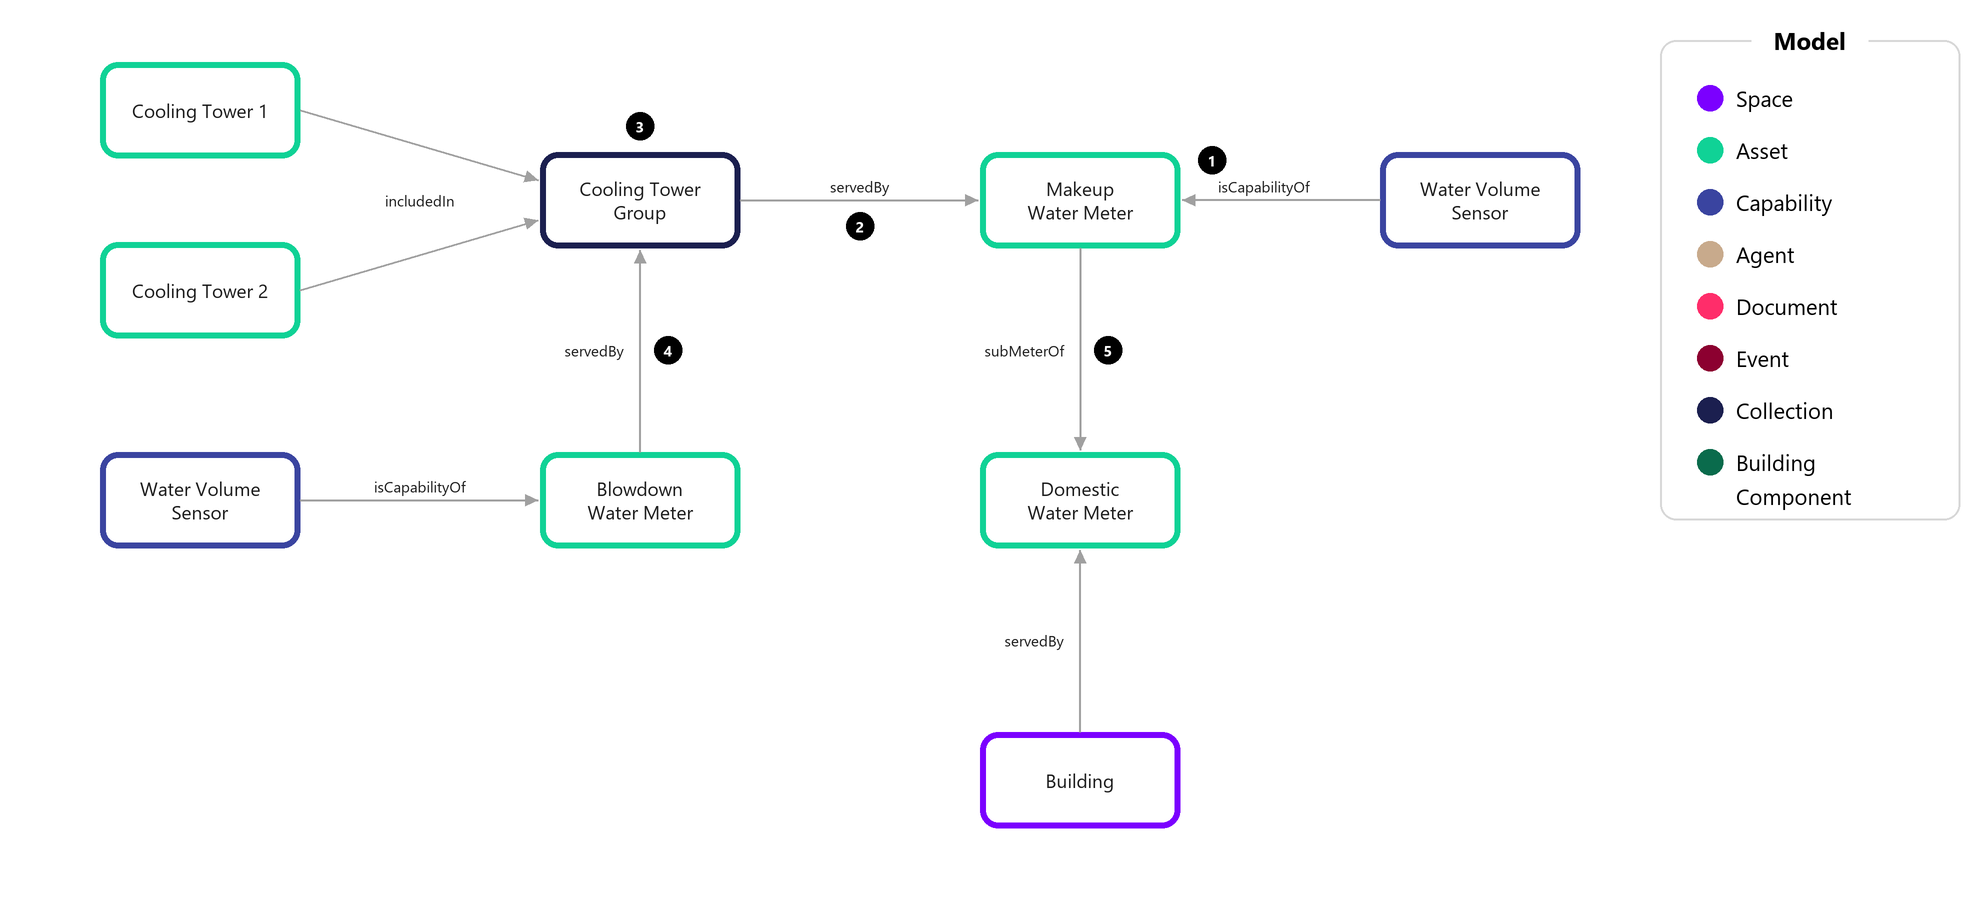 Model
Space
Asset
Capability
Agent
Document
Event
Collection
Building
Component
Cooling Tower 1
includedIn
Cooling Tower 2
3
Cooling Tower
Group
servedBy
2
Makeup
Water Meter
1
isCapabilityOf
Water Volume
Sensor
servedBy
4
subMeterOf
5
Water Volume
Sensor
isCapabilityOf
Blowdown
Water Meter
Domestic
Water Meter
servedBy
Building